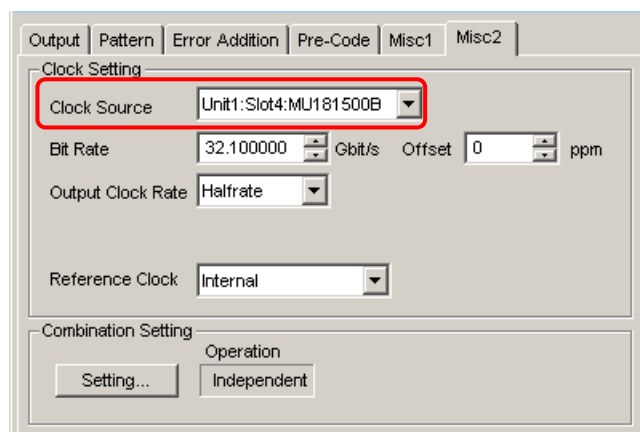 Output Pattern Error Addition Pre-Code Misc1 Misc2
Clock Setting
Clock Source Unit1:Slot4:MU181500B
Bit Rate 32.100000 Gbit/s Offset 0 ppm
Output Clock Rate Halfrate
Reference Clock Internal
Combination Setting
Operation
Setting... Independent